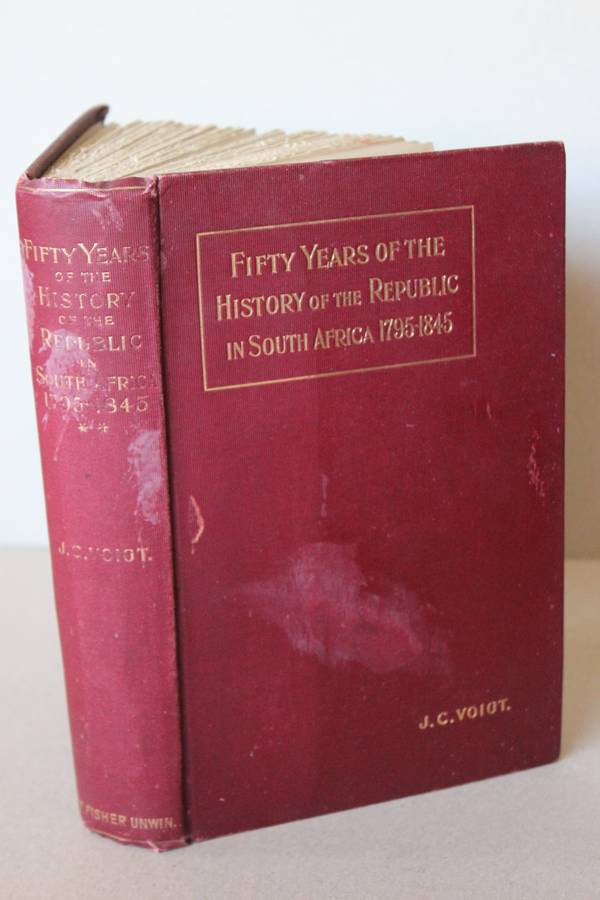 FIFTY YEARS
OF THE
HISTORY
OF THE
REPUBLIC
IN
SOUTH AFRICA
1795-1845
* *
J.C. VOIGT.
T FISHER UNWIN.
FIFTY YEARS OF THE
HISTORY OF THE REPUBLIC
IN SOUTH AFRICA 1795-1845
J.C. VOIGT.